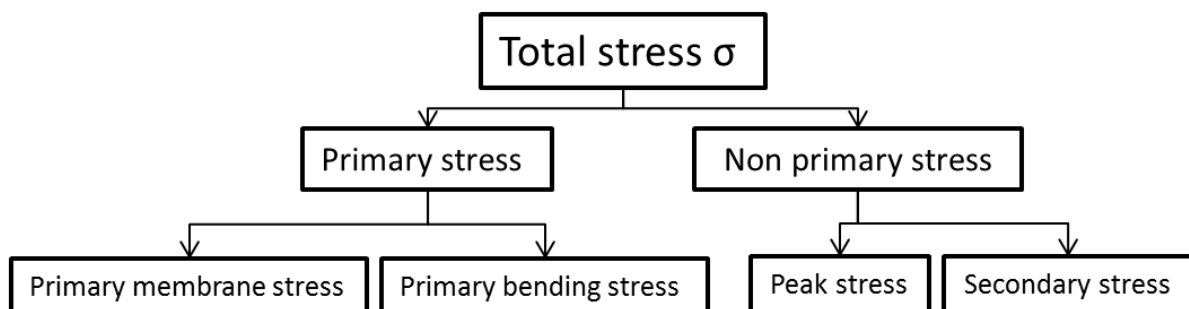 Total stress σ
Primary stress
Non primary stress
Primary membrane stress
Primary bending stress
Peak stress
Secondary stress